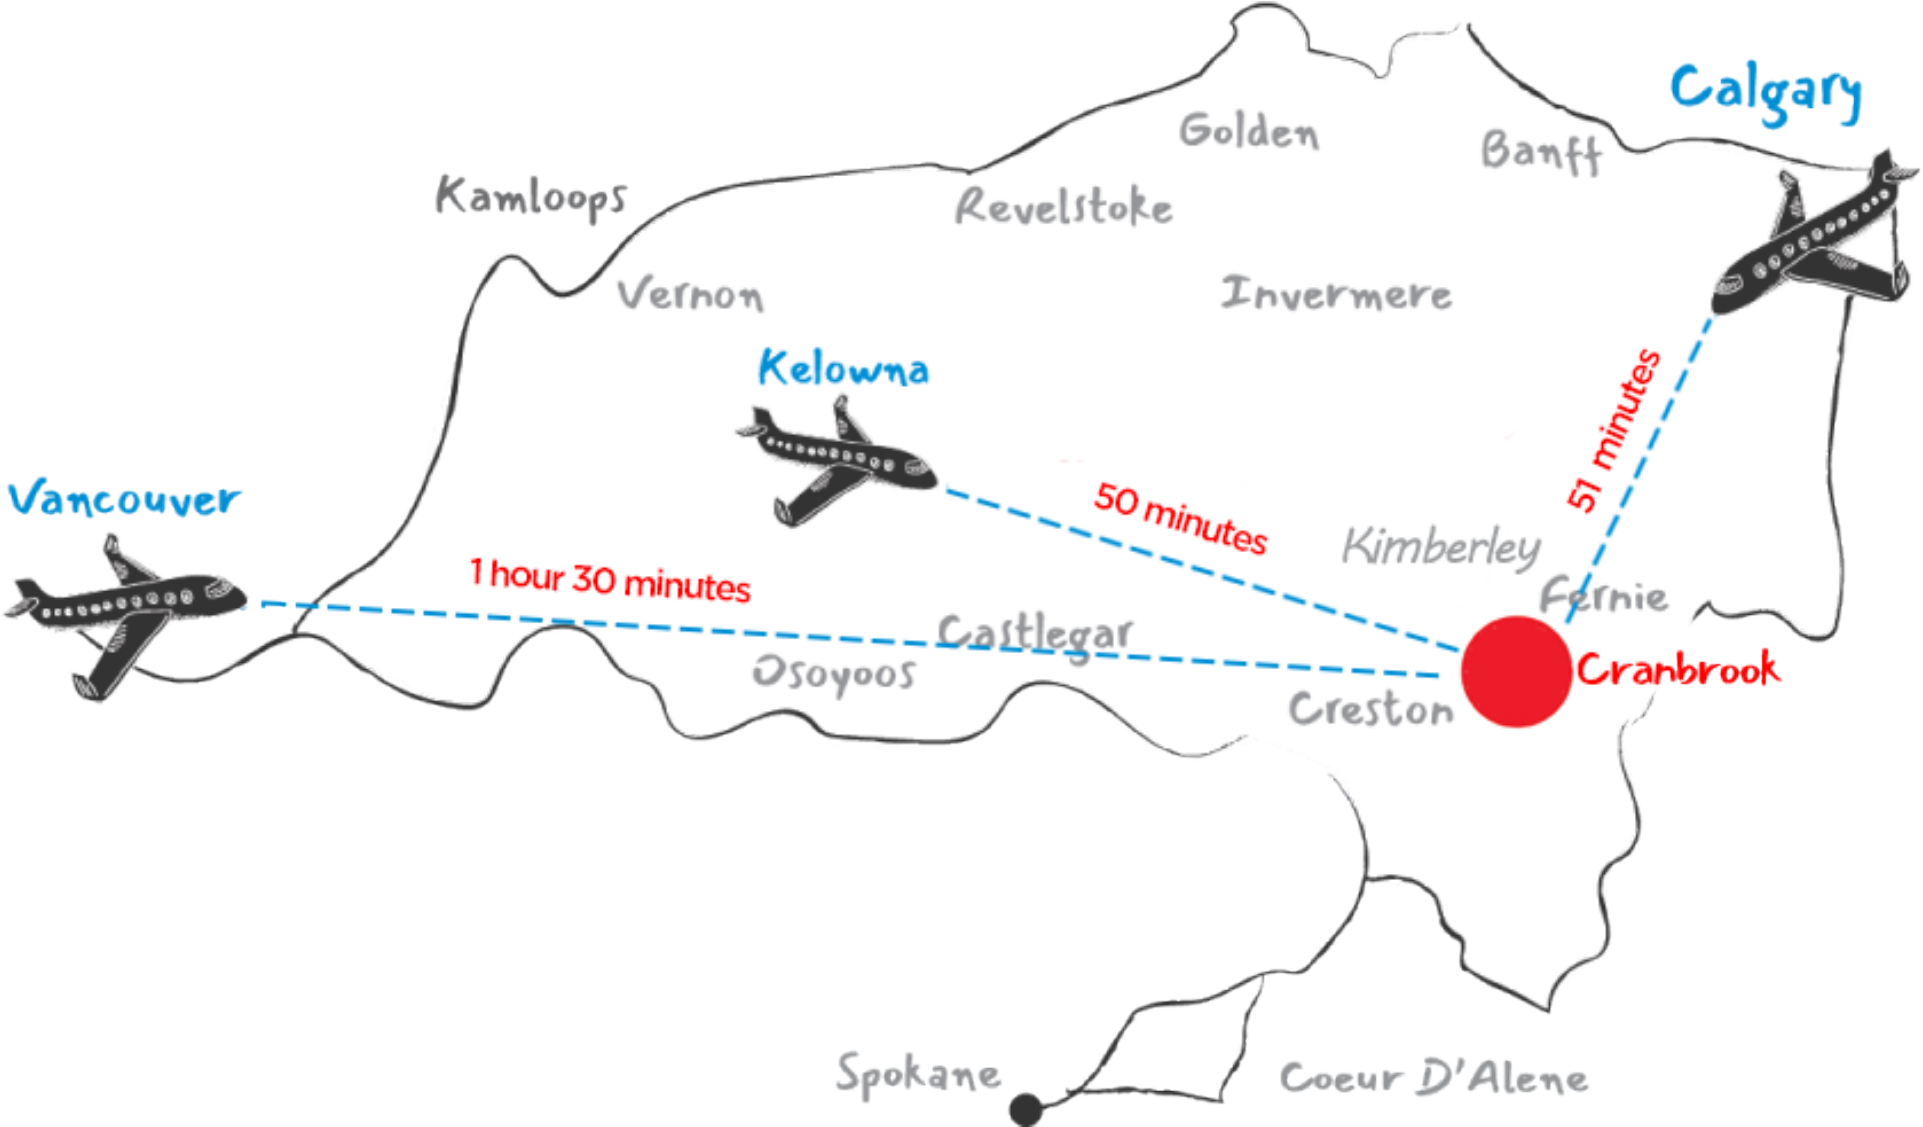 Calgary
Golden
Banff
Kamloops
Revelstoke
Vernon
Invermere
Kelowna
51 minutes
Vancouver
50 minutes
Kimberley
1 hour 30 minutes
Fernie
Castlegar
Osoyoos
Cranbrook
Creston
Spokane
Coeur D'Alene